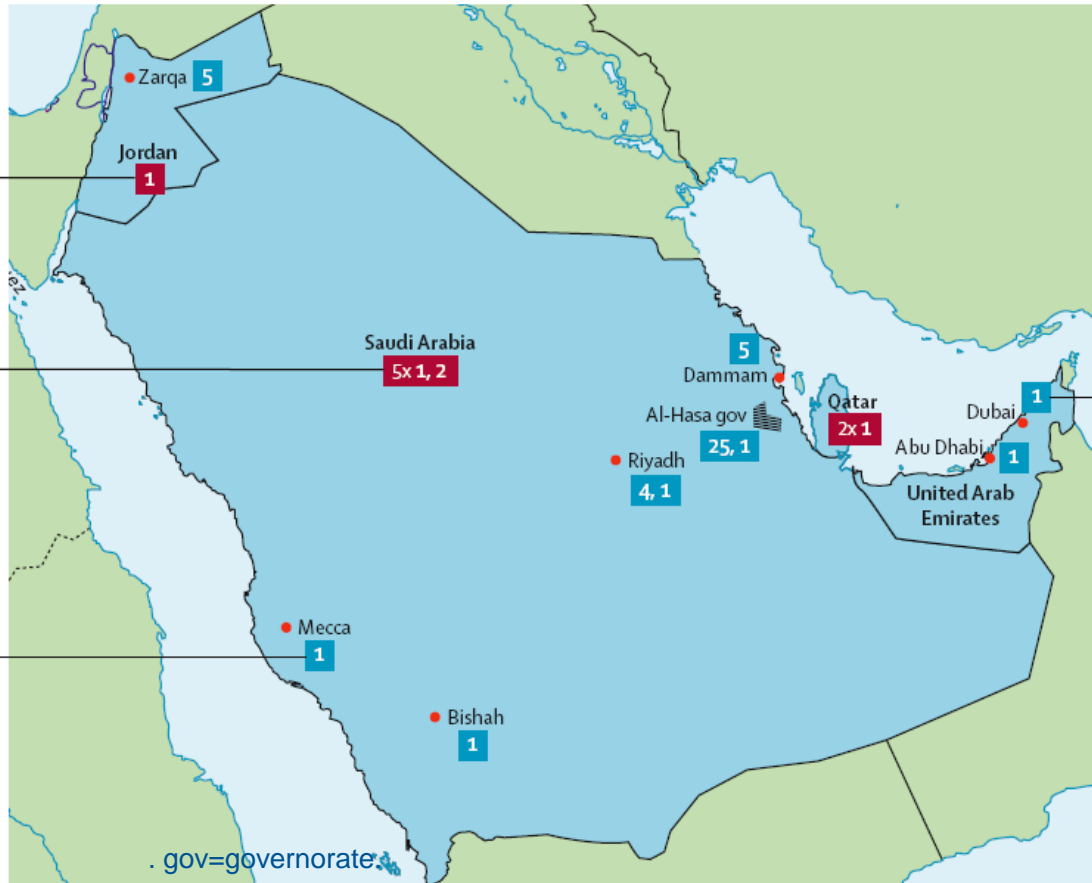 Zarqa 5
Jordan
1
Saudi Arabia
5x 1, 2
5
Dammam
Al-Hasa gov
25, 1
Qatar
2x 1
1
Dubai
Abu Dhabi
1
United Arab
Emirates
Riyadh
4, 1
Mecca
1
Bishah
1
. gov=governorate.